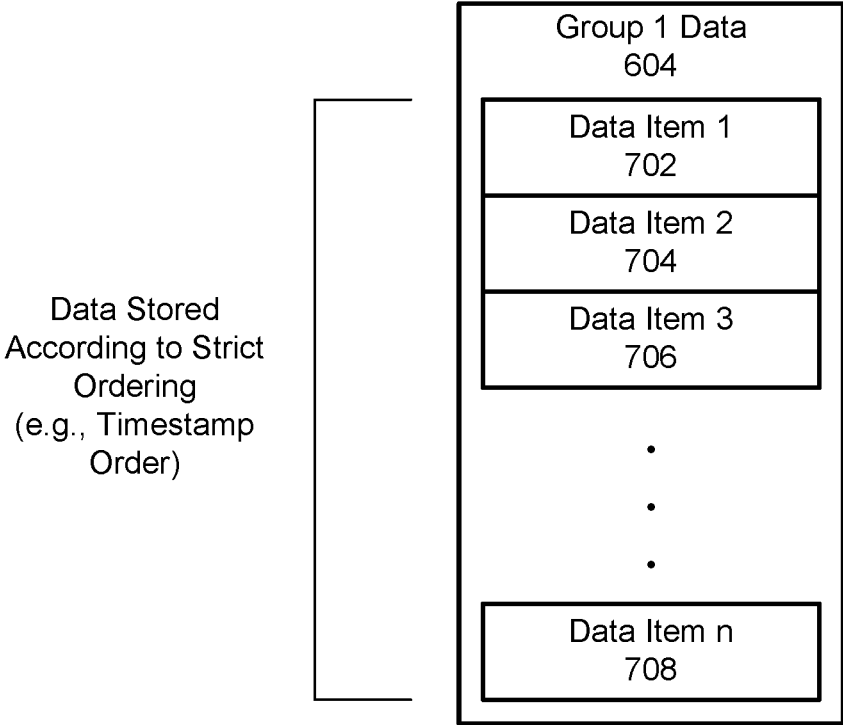 Group 1 Data
604
Data Item 1
702
Data Item 2
704
Data Item 3
706
Data Stored
According to Strict
Ordering
(e.g., Timestamp
Order)
Data Item n
708